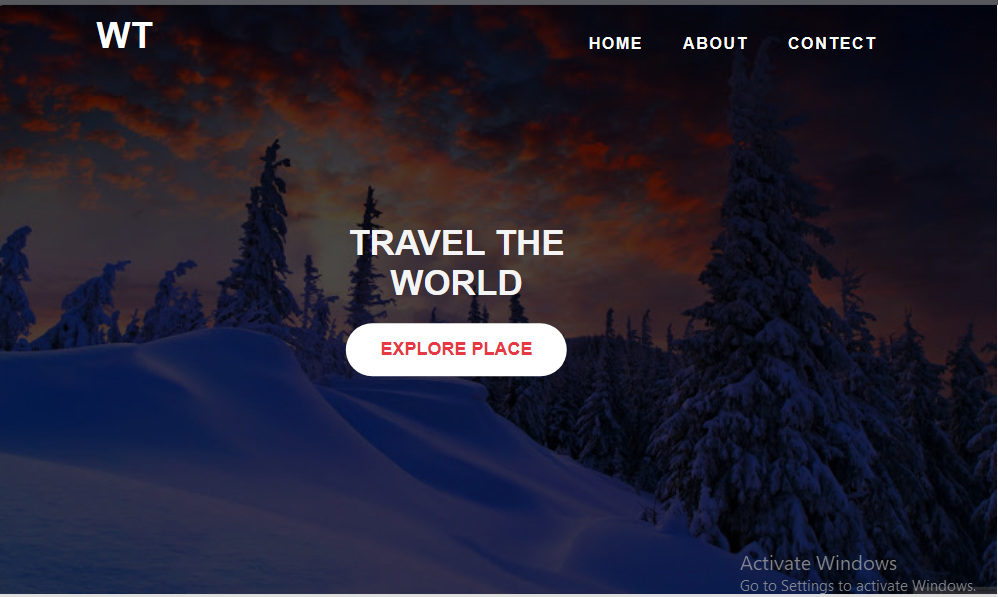 WT
HOME ABOUT CONTECT
TRAVEL THE
WORLD
EXPLORE PLACE
Activate Windows
Go to Settings to activate Windows.